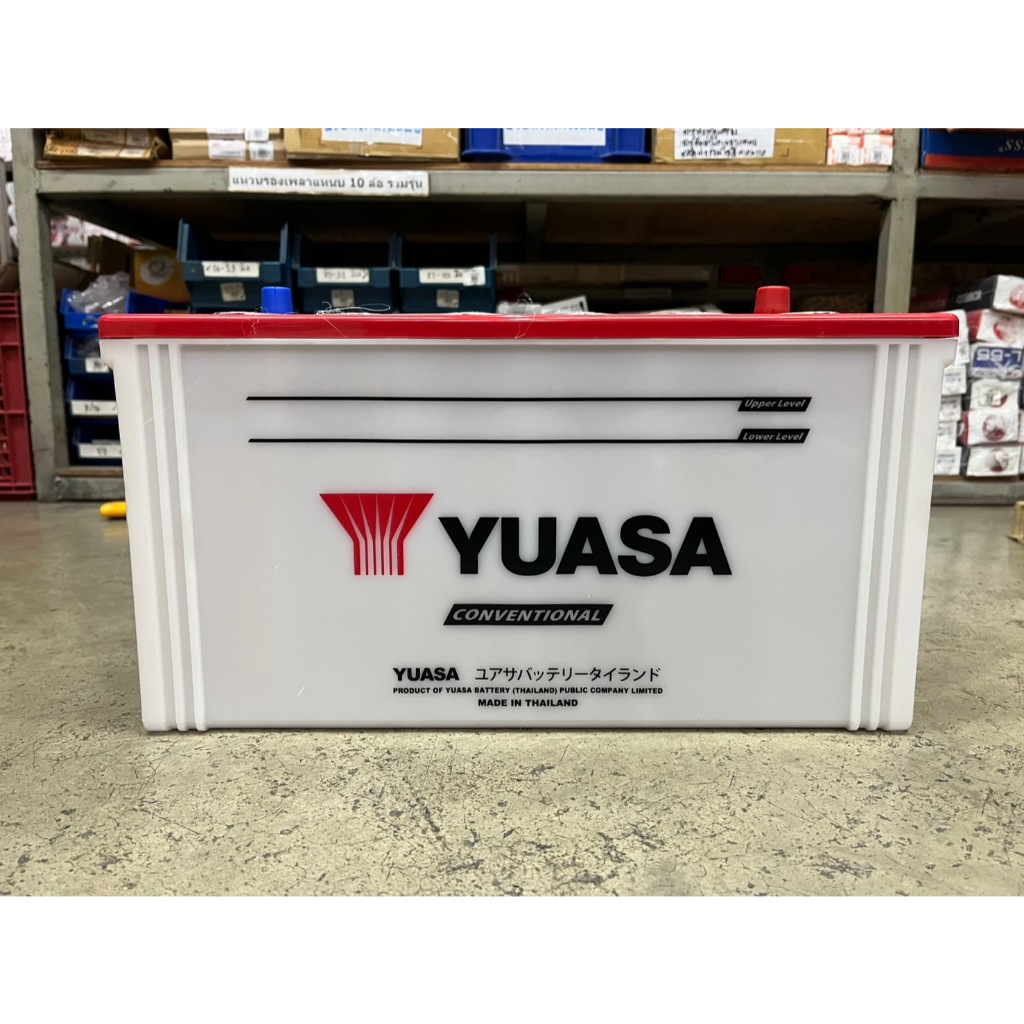 แหวนรองเพลาแหนบ 10 ล้อ รวมรุ่น
Upper Level
Lower Level
YUASA
CONVENTIONAL
YUASA ユアサバッテリータイランド
PRODUCT OF YUASA BATTERY (THAILAND) PUBLIC COMPANY LIMITED
MADE IN THAILAND